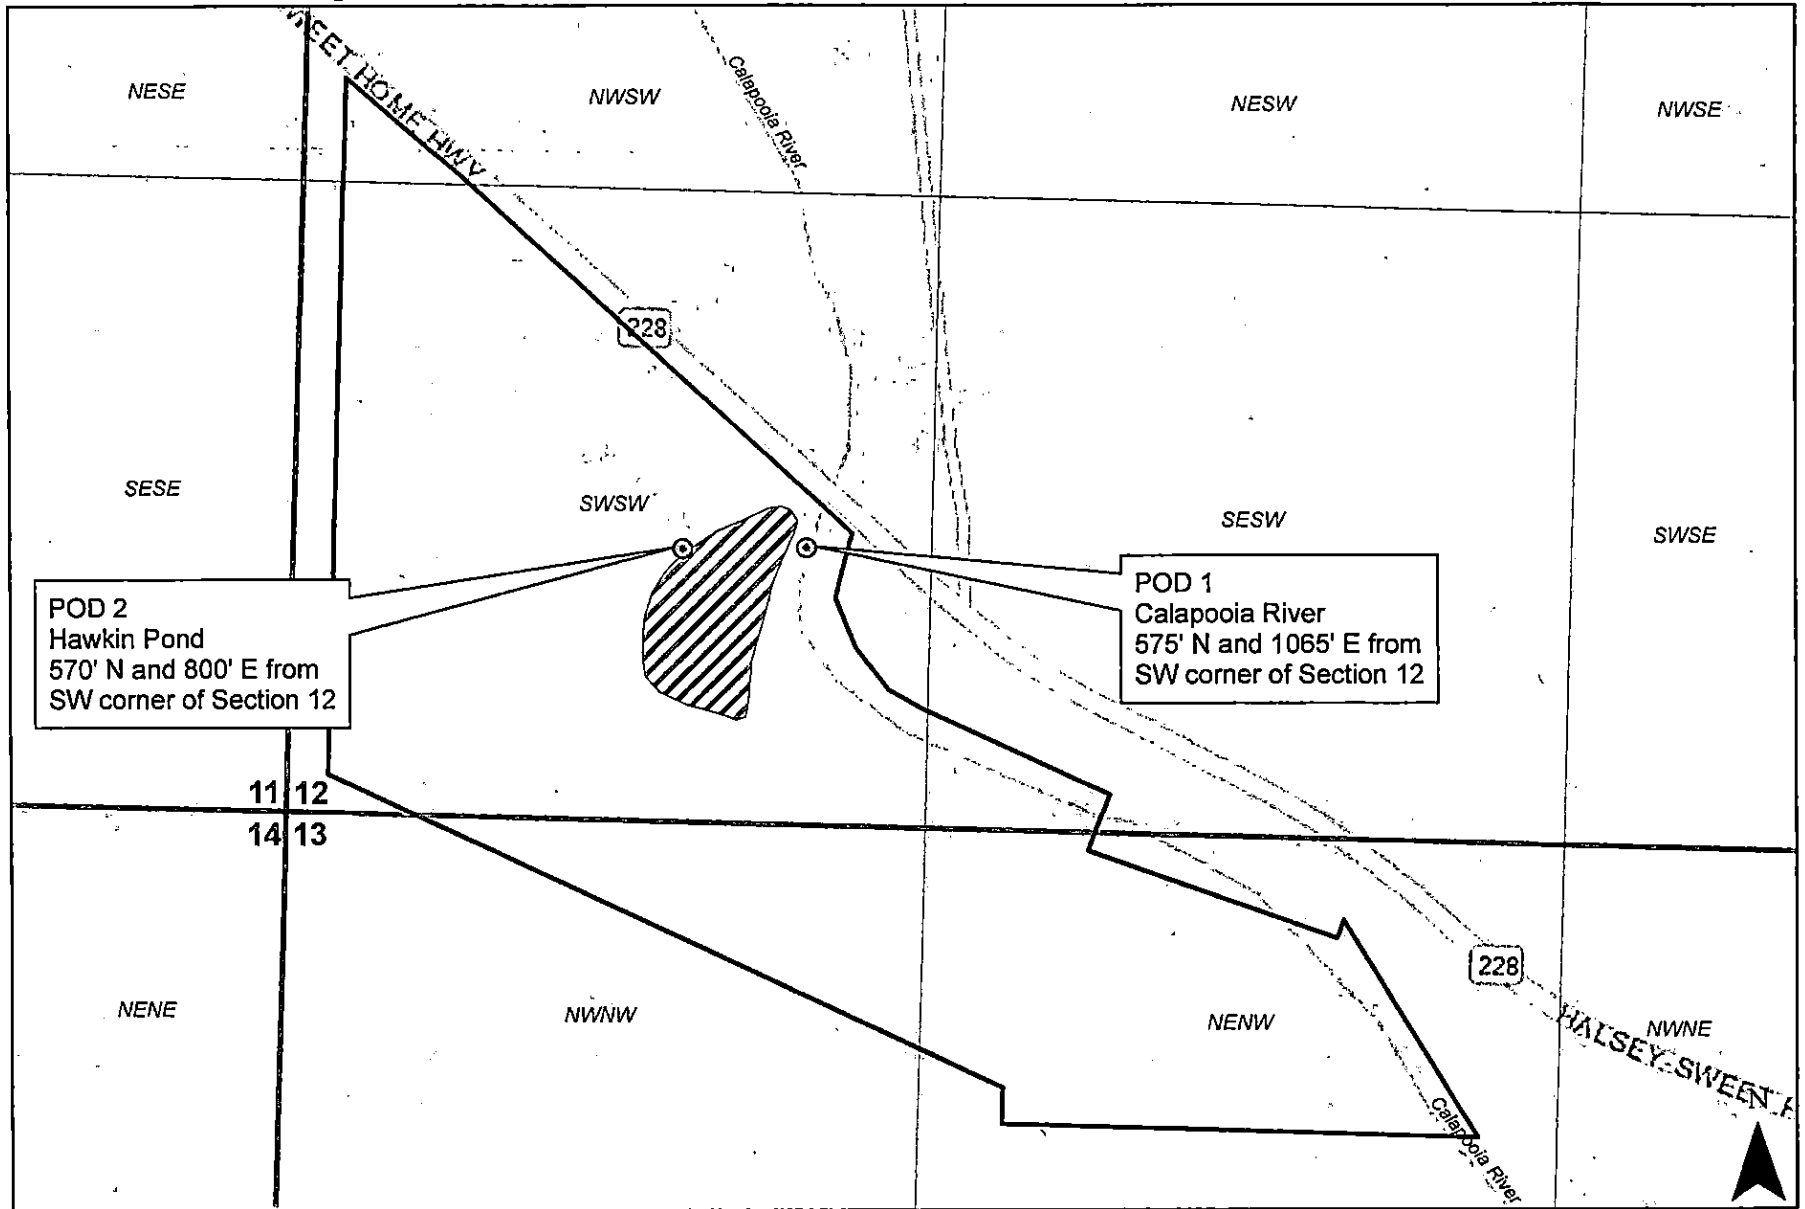 SWEET HOME HWY
NESE
NWSW
Calapooia River
NESW
NWSE
228
SESE
SWSW
SESW
SWSE
POD 2
Hawkin Pond
570' N and 800' E from
SW corner of Section 12
POD 1
Calapooia River
575' N and 1065' E from
SW corner of Section 12
11 12
14 13
228
NENE
NWNW
NENW
NWNE
HALSEY-SWEET H
N
Calapooia River